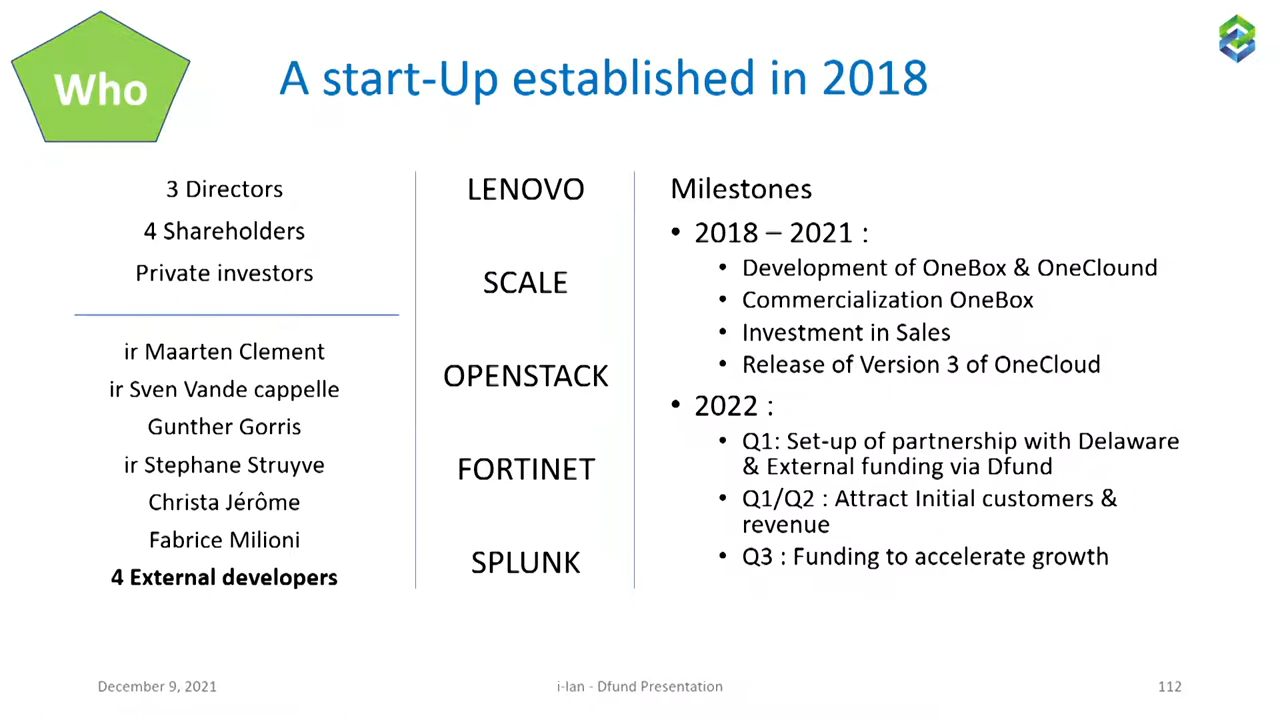 Who
A start-Up established in 2018
3 Directors
4 Shareholders
Private investors
ir Maarten Clement
ir Sven Vande cappelle
Gunther Gorris
ir Stephane Struyve
Christa Jérôme
Fabrice Milioni
4 External developers
LENOVO
SCALE
OPENSTACK
FORTINET
SPLUNK
Milestones
• 2018 – 2021 :
• Development of OneBox & OneClound
• Commercialization OneBox
• Investment in Sales
• Release of Version 3 of OneCloud
• 2022 :
• Q1: Set-up of partnership with Delaware
& External funding via Dfund
• Q1/Q2 : Attract Initial customers &
revenue
• Q3 : Funding to accelerate growth
December 9, 2021
i-lan - Dfund Presentation
112